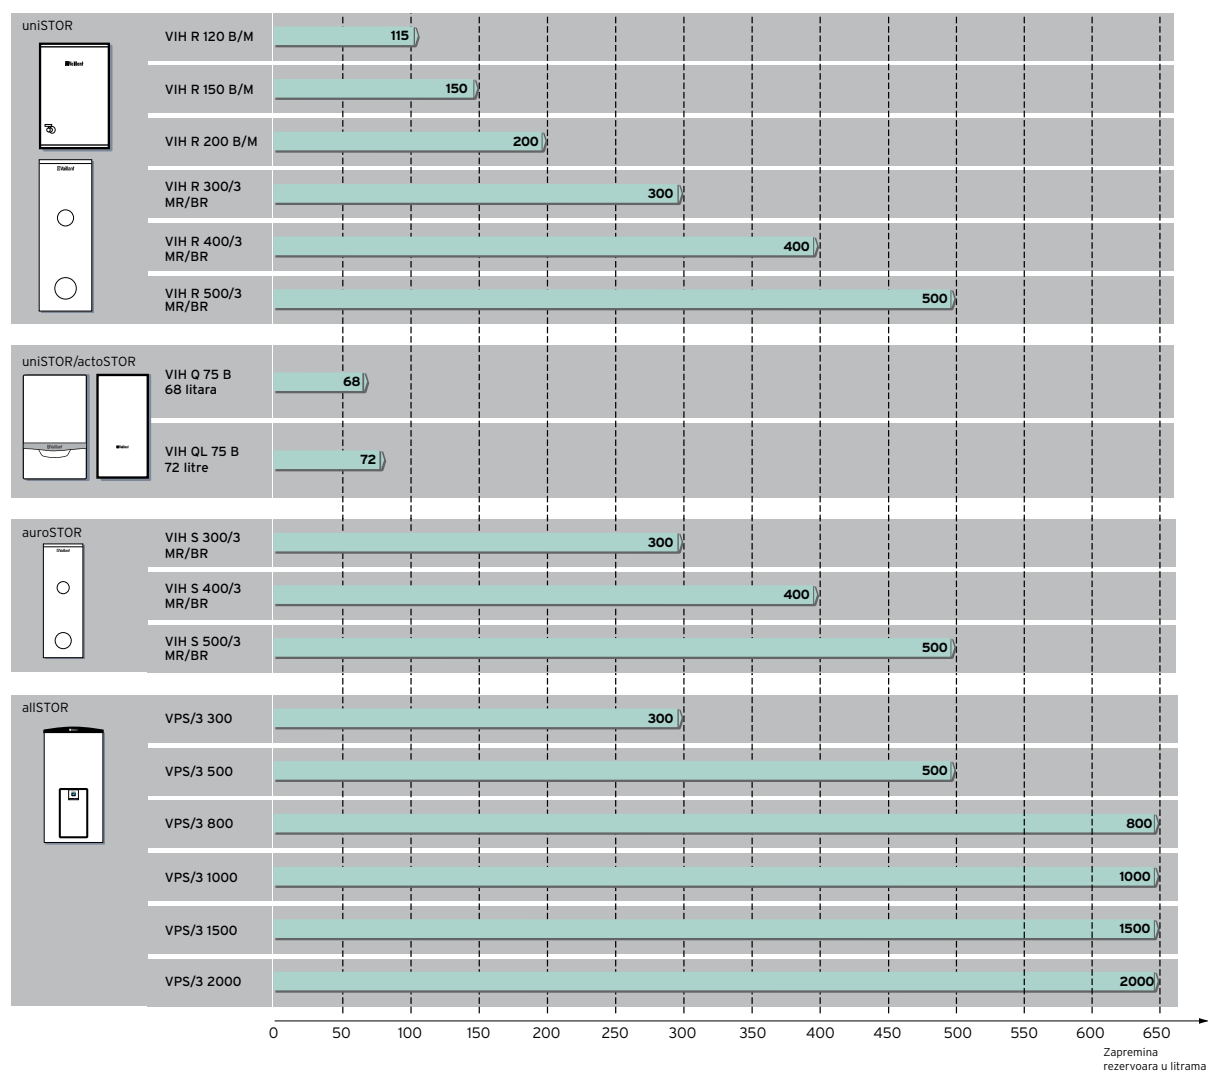 uniSTOR
Vaillant
Vaillant
VIH R 120 B/M
115
VIH R 150 B/M
150
VIH R 200 B/M
200
VIH R 300/3
MR/BR
300
VIH R 400/3
MR/BR
400
VIH R 500/3
MR/BR
500
uniSTOR/actoSTOR
Vaillant
Vaillant
VIH Q 75 B
68 litara
68
VIH QL 75 B
72 litre
72
auroSTOR
Vaillant
VIH S 300/3
MR/BR
300
VIH S 400/3
MR/BR
400
VIH S 500/3
MR/BR
500
allSTOR
VPS/3 300
300
VPS/3 500
500
VPS/3 800
800
VPS/3 1000
1000
VPS/3 1500
1500
VPS/3 2000
2000
0 50 100 150 200 250 300 350 400 450 500 550 600 650
Zapremina
rezervoara u litrama